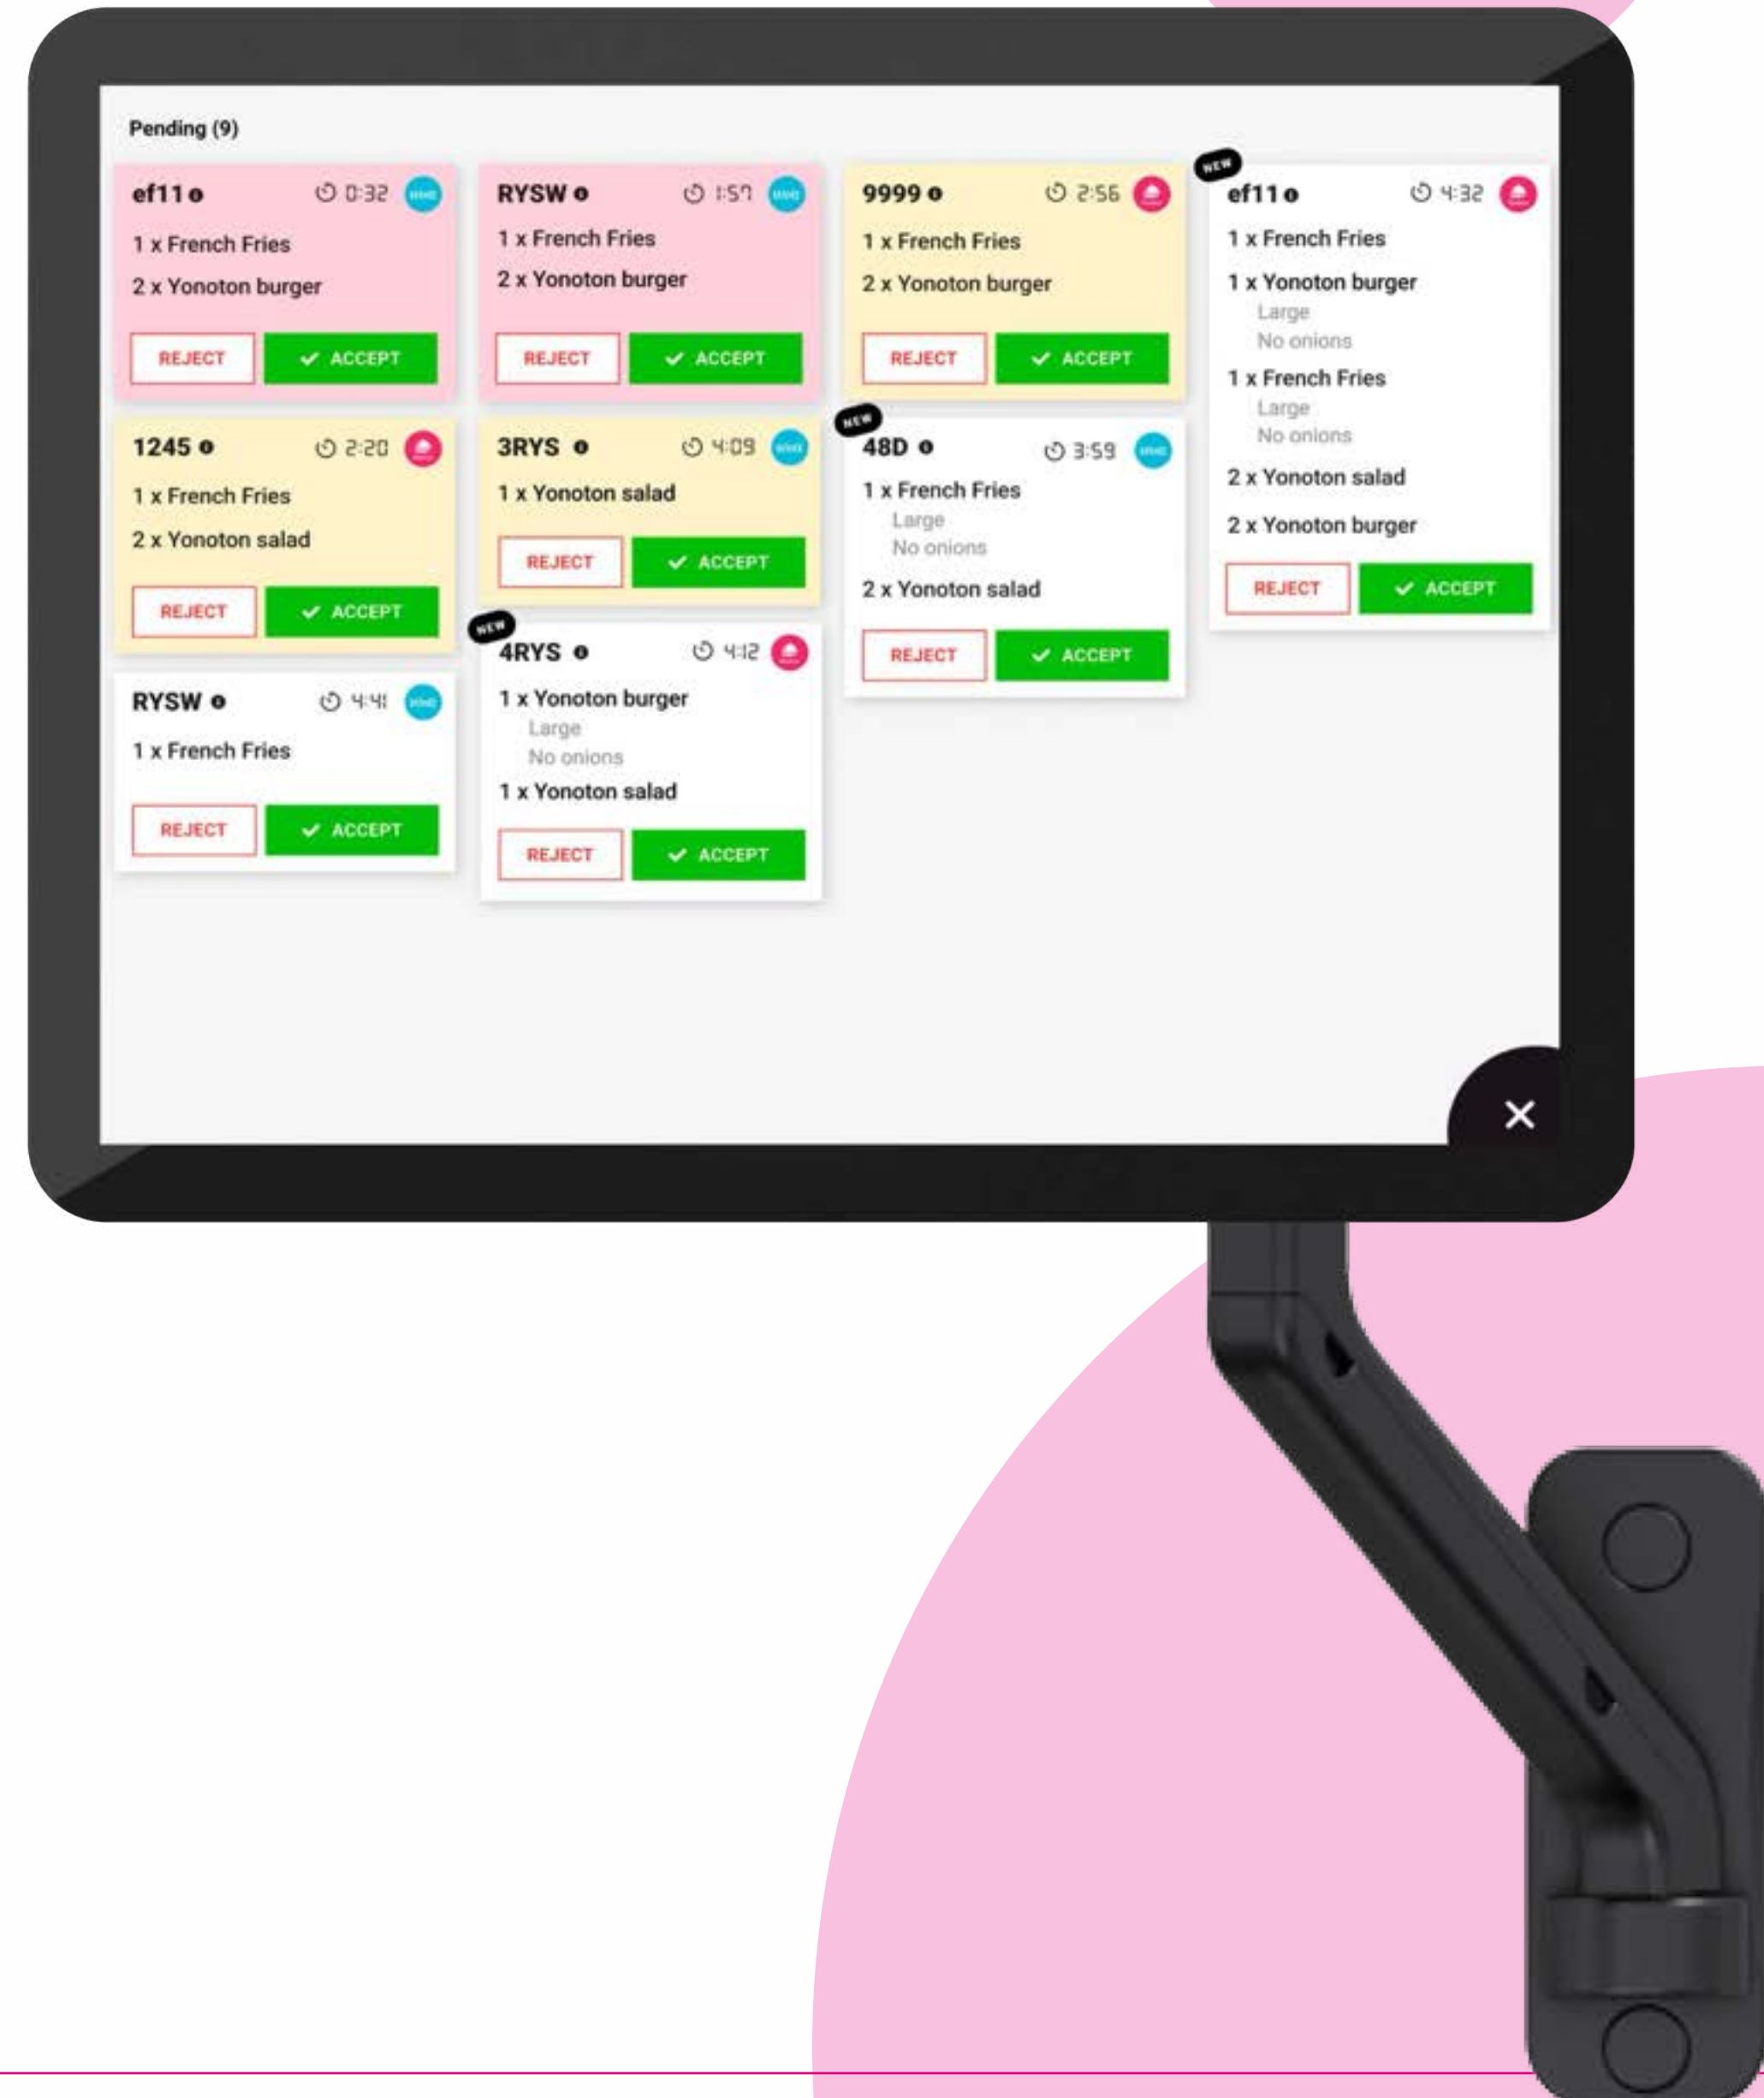 Pending (9)
ef11
0:32
1 x French Fries
2 x Yonoton burger
REJECT
ACCEPT
1245
2:20
1 x French Fries
2 x Yonoton salad
REJECT
ACCEPT
RYSW
4:41
1 x French Fries
REJECT
ACCEPT
RYSW
1:57
1 x French Fries
2 x Yonoton burger
REJECT
ACCEPT
3RYS
4:09
1 x Yonoton salad
REJECT
ACCEPT
NEW
4RYS
4:12
1 x Yonoton burger
Large
No onions
1 x Yonoton salad
REJECT
ACCEPT
9999
2:56
1 x French Fries
2 x Yonoton burger
REJECT
ACCEPT
NEW
48D
3:59
1 x French Fries
Large
No onions
2 x Yonoton salad
REJECT
ACCEPT
NEW
ef11
4:32
1 x French Fries
1 x Yonoton burger
Large
No onions
1 x French Fries
Large
No onions
2 x Yonoton salad
2 x Yonoton burger
REJECT
ACCEPT